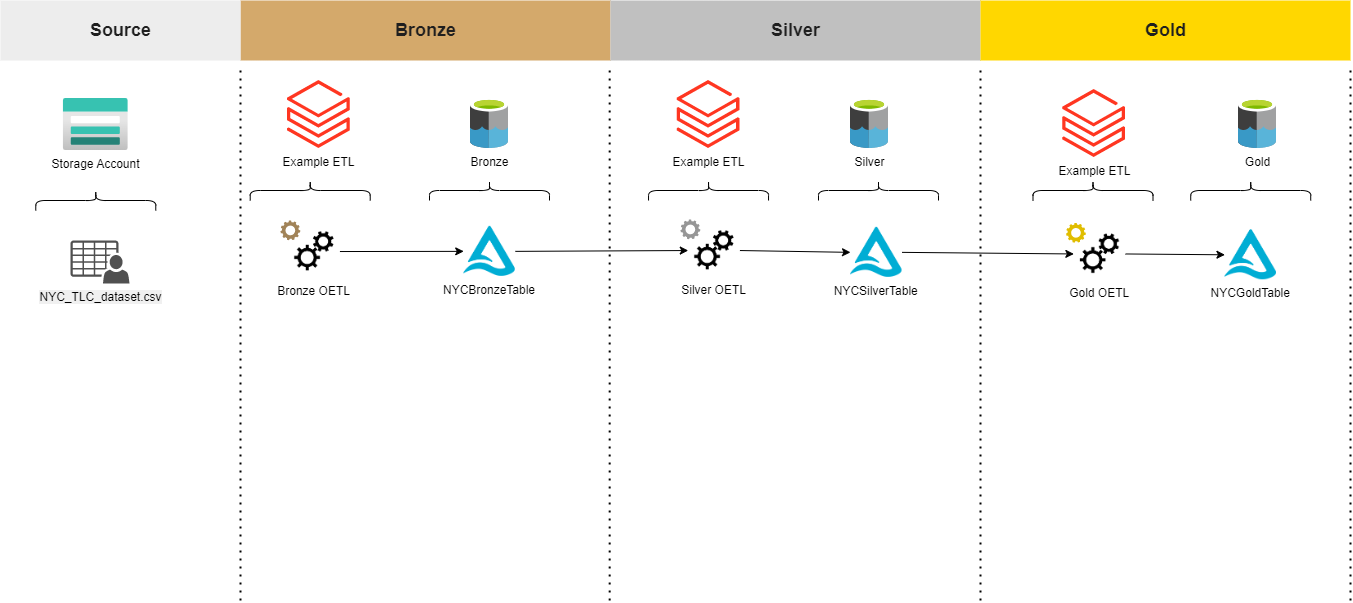 Source
Bronze
Silver
Gold
Storage Account
Example ETL
Bronze
Example ETL
Silver
Example ETL
Gold
NYC_TLC_dataset.csv
Bronze OETL
NYCBronzeTable
Silver OETL
NYCSilverTable
Gold OETL
NYCGoldTable